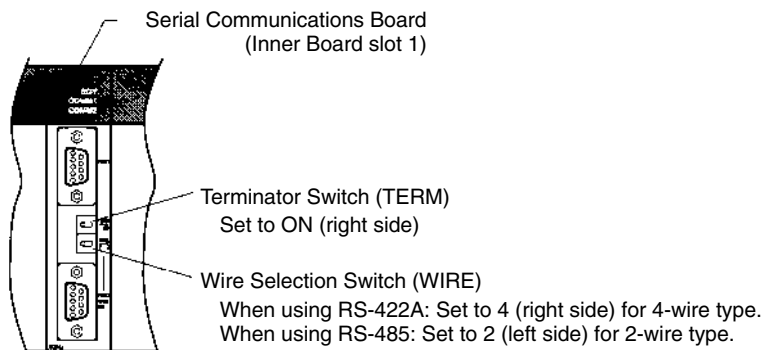 Serial Communications Board
(Inner Board slot 1)
Terminator Switch (TERM)
Set to ON (right side)
Wire Selection Switch (WIRE)
When using RS-422A: Set to 4 (right side) for 4-wire type.
When using RS-485: Set to 2 (left side) for 2-wire type.